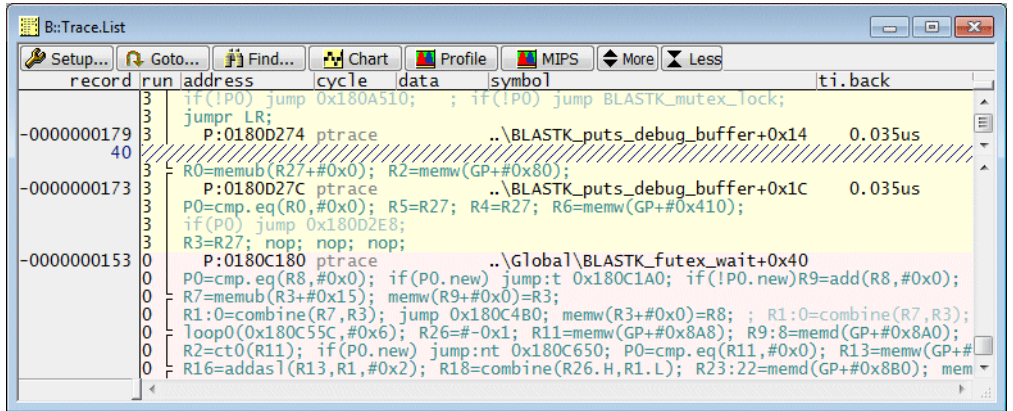 B::Trace.List
Setup... Goto... Find... Chart Profile MIPS More Less
record run address cycle data symbol ti.back
3 if(!P0) jump 0x180A510; ; if(!P0) jump BLASTK_mutex_lock;
3 jumpr LR;
-0000000179 3 P:0180D274 ptrace ..\BLASTK_puts_debug_buffer+0x14 0.035us
40
3 R0=memub(R27+#0x0); R2=memw(GP+#0x80);
-0000000173 3 P:0180D27C ptrace ..\BLASTK_puts_debug_buffer+0x1C 0.035us
3 P0=cmp.eq(R0,#0x0); R5=R27; R4=R27; R6=memw(GP+#0x410);
3 if(P0) jump 0x180D2E8;
3 R3=R27; nop; nop; nop;
-0000000153 0 P:0180C180 ptrace ..\Global\BLASTK_futex_wait+0x40
0 P0=cmp.eq(R8,#0x0); if(P0.new) jump:t 0x180C1A0; if(!P0.new)R9=add(R8,#0x0);
0 R7=memub(R3+#0x15); memw(R9+#0x0)=R3;
0 R1:0=combine(R7,R3); jump 0x180C4B0; memw(R3+#0x0)=R8; ; R1:0=combine(R7,R3);
0 loop0(0x180C55C,#0x6); R26=#-0x1; R11=memw(GP+#0x8A8); R9:8=memd(GP+#0x8A0);
0 R2=ct0(R11); if(P0.new) jump:nt 0x180C650; P0=cmp.eq(R11,#0x0); R13=memw(GP+#
0 R16=addasl(R13,R1,#0x2); R18=combine(R26.H,R1.L); R23:22=memd(GP+#0x8B0); mem